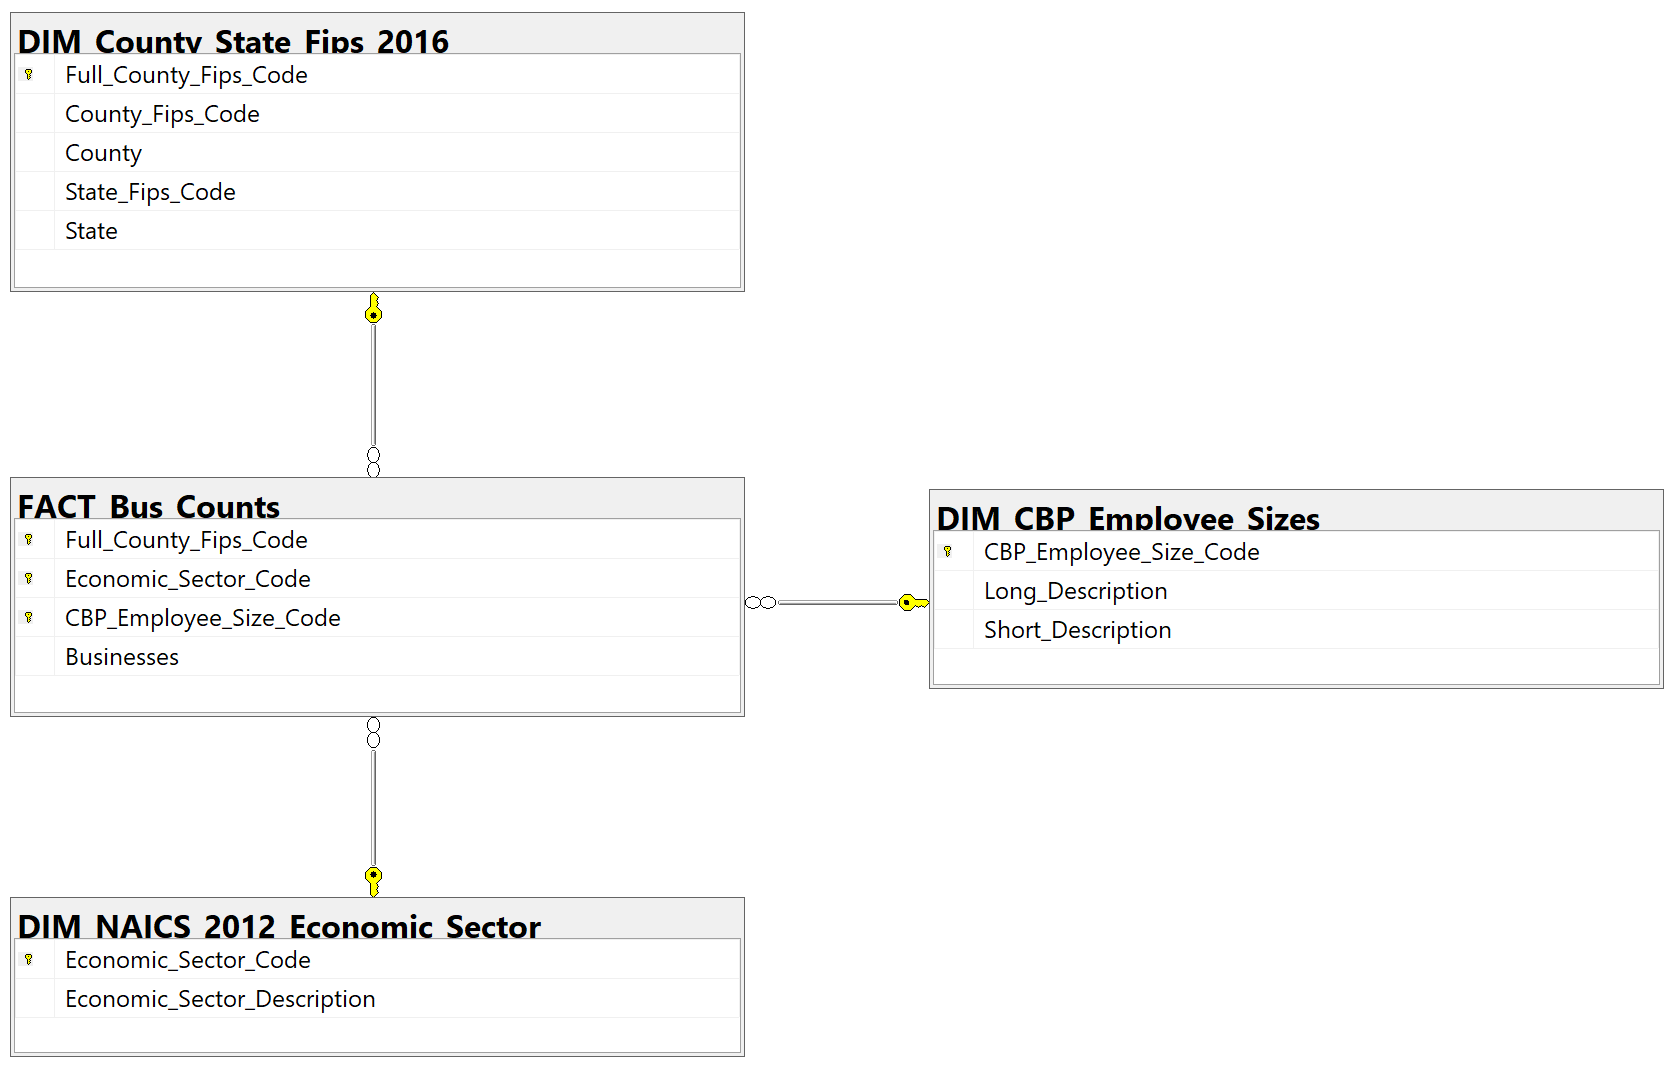 DIM_County_State_Fips_2016
Full_County_Fips_Code
County_Fips_Code
County
State_Fips_Code
State
FACT_Bus_Counts
Full_County_Fips_Code
Economic_Sector_Code
CBP_Employee_Size_Code
Businesses
DIM_CBP_Employee_Sizes
CBP_Employee_Size_Code
Long_Description
Short_Description
DIM_NAICS_2012_Economic_Sector
Economic_Sector_Code
Economic_Sector_Description